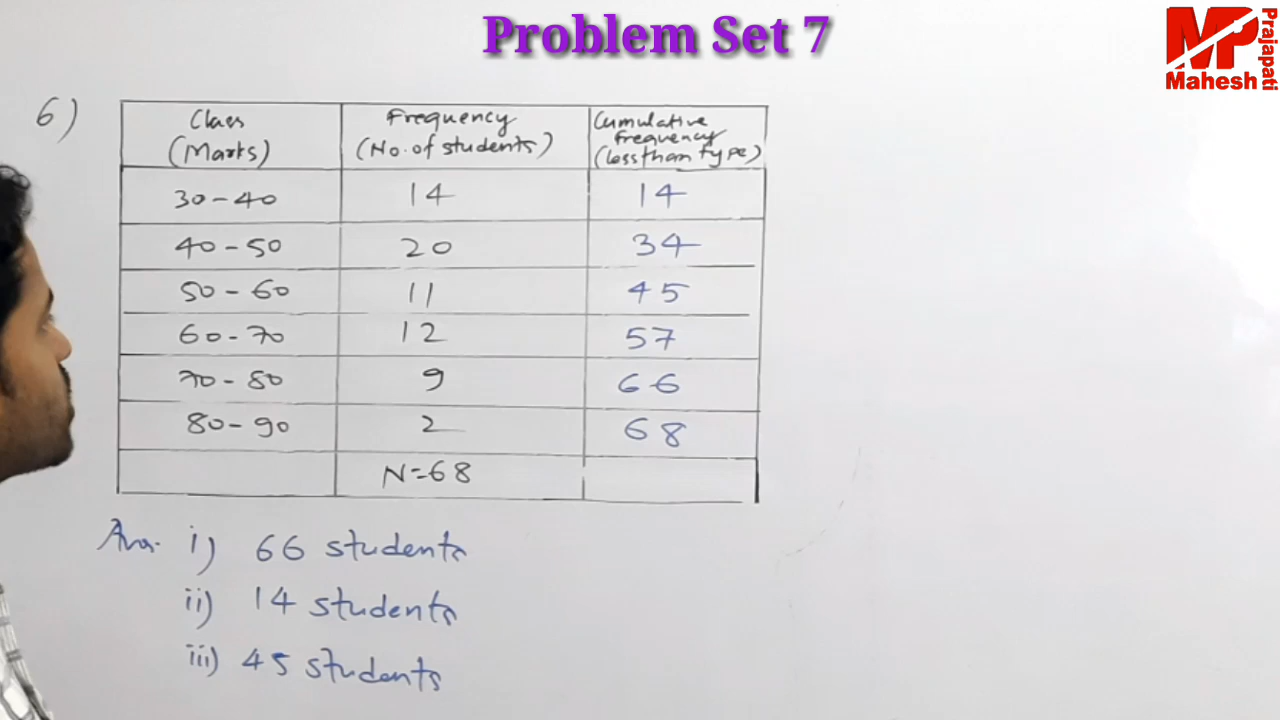 Problem Set 7
MP
Mahesh
Prajapati
6)
Class
(Marks)
Frequency
(No. of students)
Cumulative
Frequency
(less than type)
30-40 14 14
40-50 20 34
50-60 11 45
60-70 12 57
70-80 9 66
80-90 2 68
N=68
Ans. i) 66 students
ii) 14 students
iii) 45 students